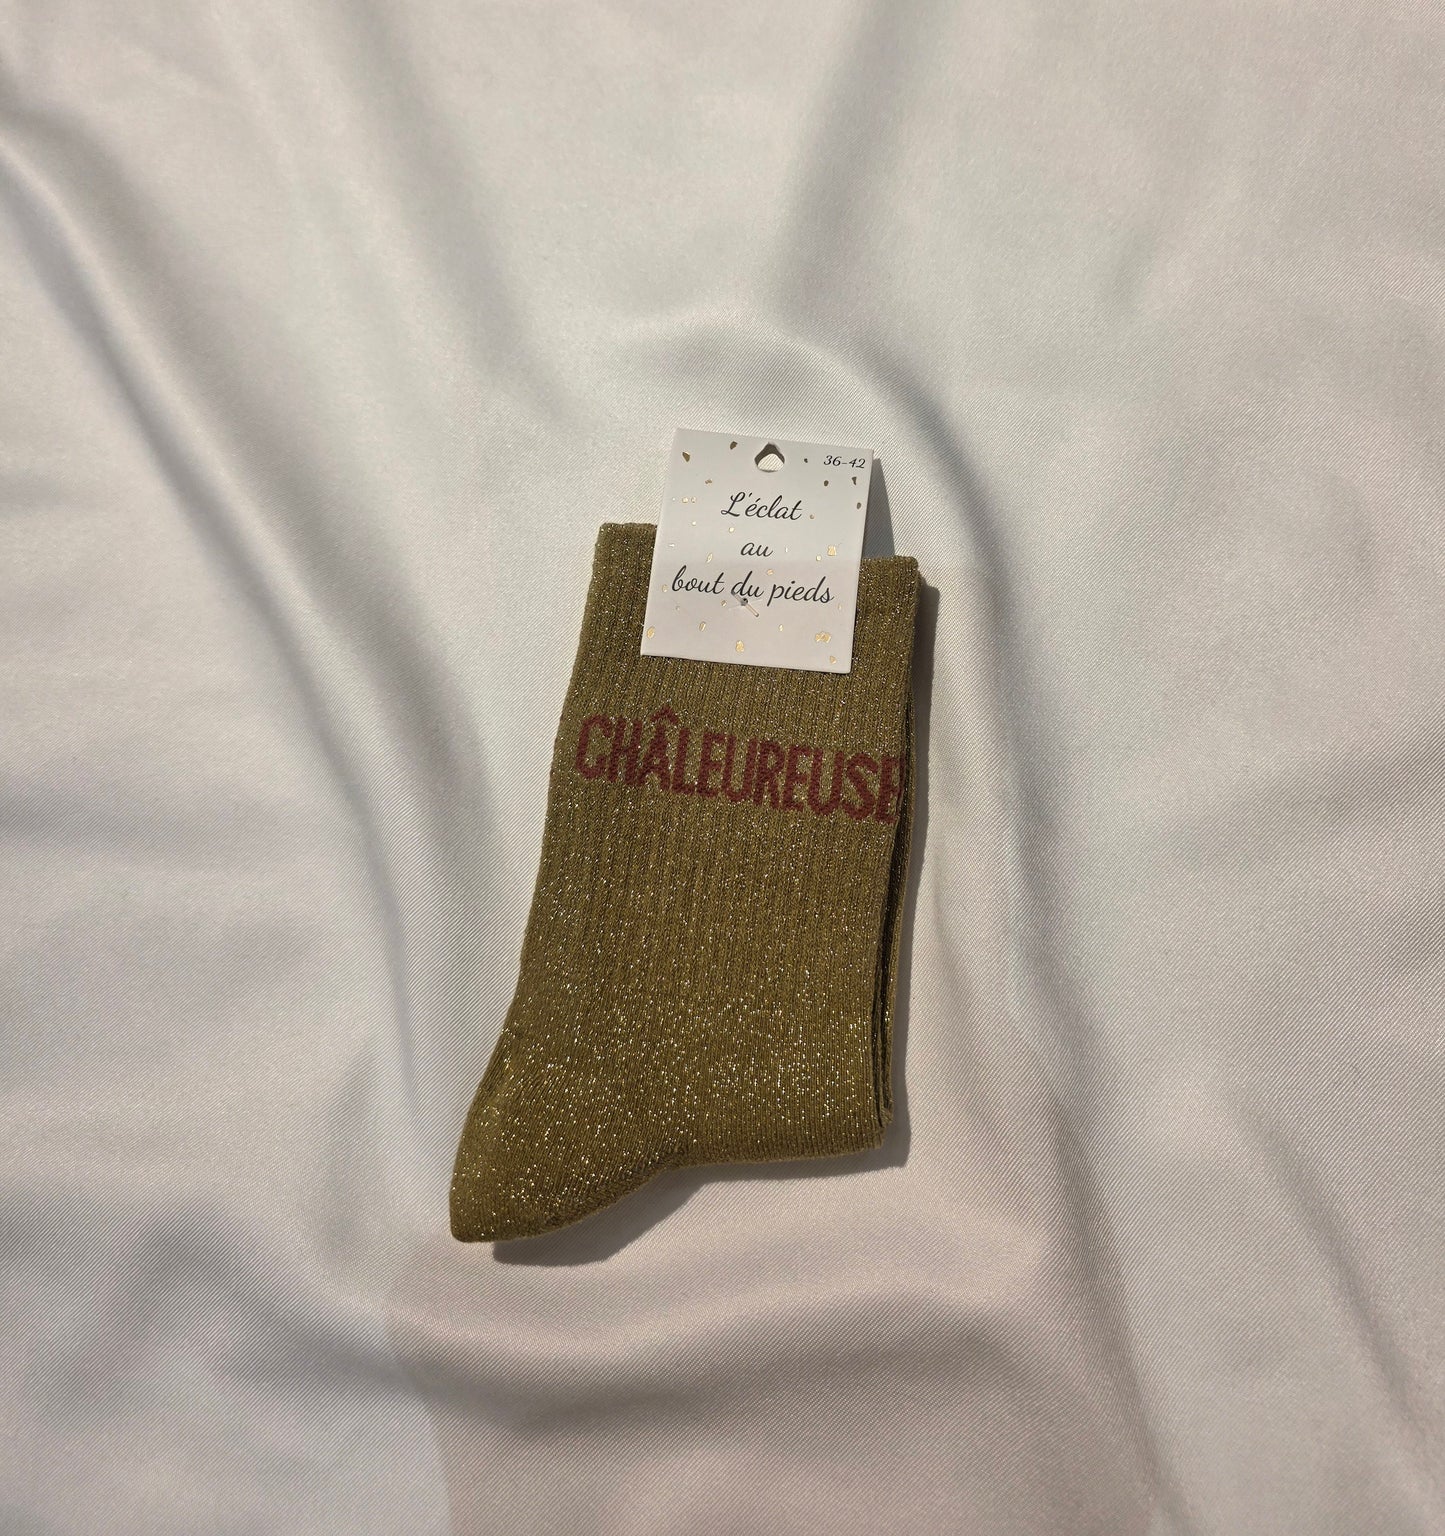 36-42
L'éclat
au
bout du pieds
CHÂLEUREUSE